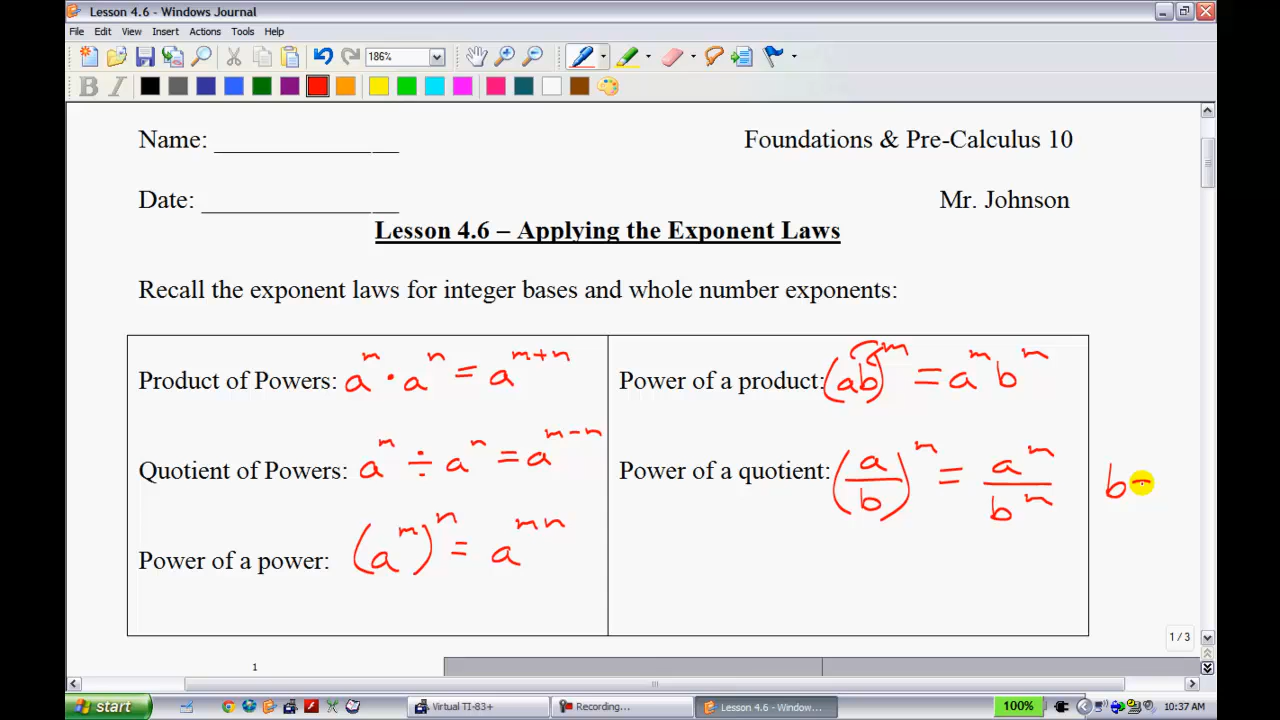 Lesson 4.6 - Windows Journal
File Edit View Insert Actions Tools Help
186%
B I
Name: ______________ Foundations & Pre-Calculus 10
Date: ______________ Mr. Johnson
Lesson 4.6 – Applying the Exponent Laws
Recall the exponent laws for integer bases and whole number exponents:
Product of Powers: a^m · a^n = a^(m+n)
Quotient of Powers: a^m ÷ a^n = a^(m-n)
Power of a power: (a^m)^n = a^(mn)
Power of a product: (ab)^m = a^m b^m
Power of a quotient: (a/b)^n = a^n/b^n b
1 / 3
1
start Virtual TI-83+ Recording... Lesson 4.6 - Window... 100% 10:37 AM